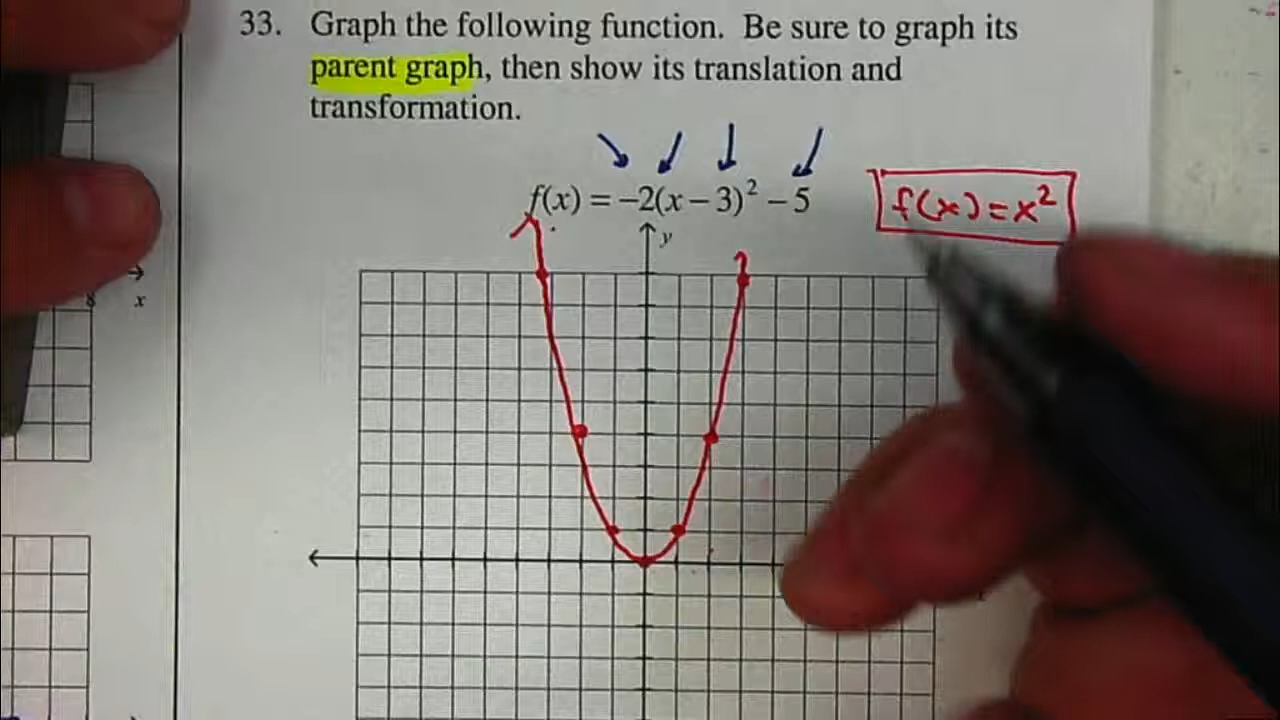 33. Graph the following function. Be sure to graph its
parent graph, then show its translation and
transformation.
f(x) = −2(x − 3)² − 5
f(x) = x²
y
x